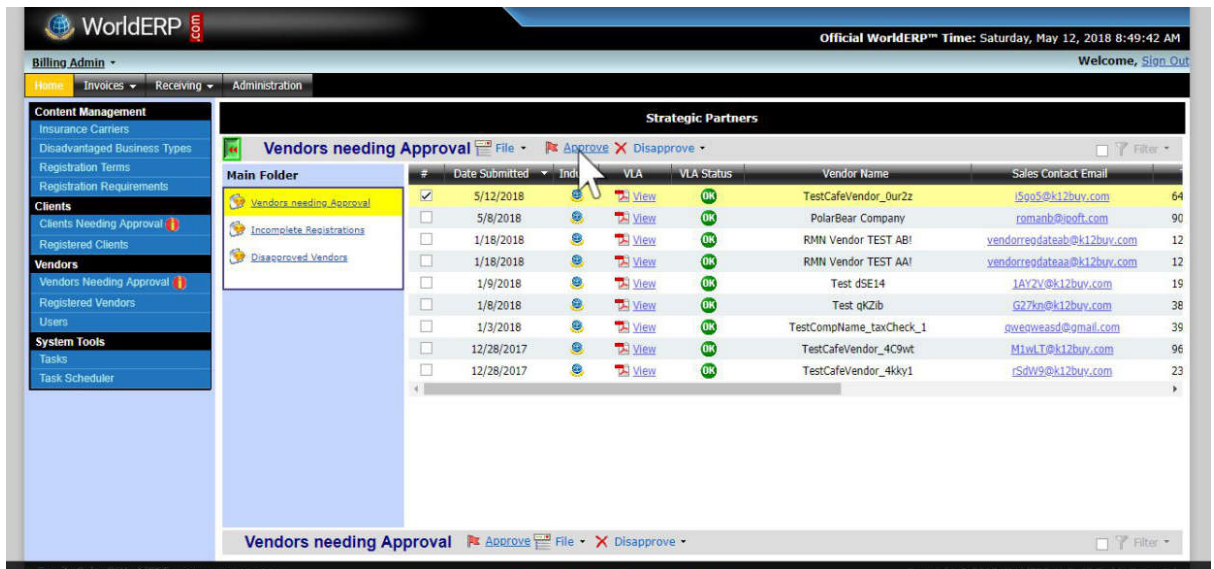 WorldERP .com
Official WorldERP™ Time: Saturday, May 12, 2018 8:49:42 AM
Billing Admin
Welcome, Sign Out
Home Invoices Receiving Administration
Content Management
Insurance Carriers
Disadvantaged Business Types
Registration Terms
Registration Requirements
Clients
Clients Needing Approval
Registered Clients
Vendors
Vendors Needing Approval
Registered Vendors
Users
System Tools
Tasks
Task Scheduler
Strategic Partners
Vendors needing Approval File Approve Disapprove Filter
Main Folder
Vendors needing Approval
Incomplete Registrations
Disapproved Vendors
# Date Submitted VLA VLA Status Vendor Name Sales Contact Email
5/12/2018 View OK TestCafeVendor_0ur2z i5go5@k12buy.com 64
5/8/2018 View OK PolarBear Company romanb@ipoft.com 90
1/18/2018 View OK RMN Vendor TEST AB! vendorregdateab@k12buy.com 12
1/18/2018 View OK RMN Vendor TEST AA! vendorregdateaa@k12buy.com 12
1/9/2018 View OK Test dSE14 1AY2V@k12buy.com 19
1/8/2018 View OK Test qKZib G27kn@k12buy.com 38
1/3/2018 View OK TestCompName_taxCheck_1 qweqweasd@gmail.com 39
12/28/2017 View OK TestCafeVendor_4C9wt M1wLT@k12buy.com 96
12/28/2017 View OK TestCafeVendor_4kky1 rSdW9@k12buy.com 23
Vendors needing Approval Approve File Disapprove Filter